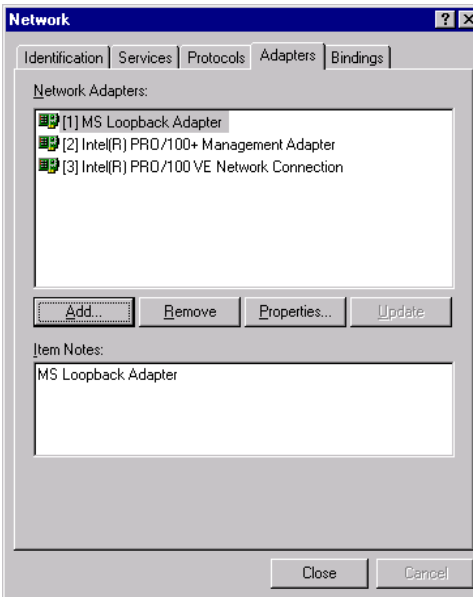 Network
Identification Services Protocols Adapters Bindings
Network Adapters:
[1] MS Loopback Adapter
[2] Intel(R) PRO/100+ Management Adapter
[3] Intel(R) PRO/100 VE Network Connection
Add... Remove Properties... Update
Item Notes:
MS Loopback Adapter
Close Cancel